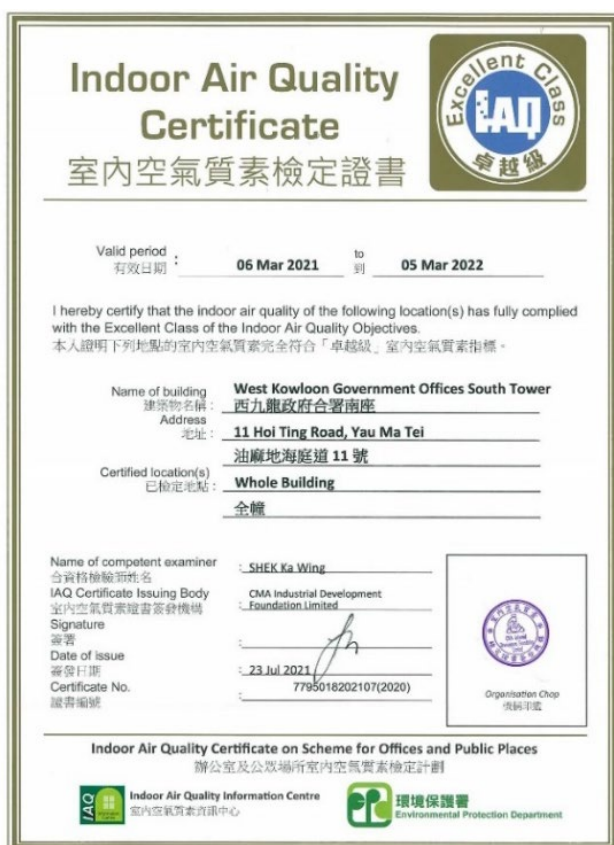 Indoor Air Quality
Certificate
室內空氣質素檢定證書
Excellent Class
IAQ
卓越級
Valid period :
有效日期
06 Mar 2021
to
到
05 Mar 2022
I hereby certify that the indoor air quality of the following location(s) has fully complied
with the Excellent Class of the Indoor Air Quality Objectives.
本人證明下列地點的室內空氣質素完全符合「卓越級」室內空氣質素指標。
Name of building
West Kowloon Government Offices South Tower
建築物名稱:
西九龍政府合署南座
Address
地址:
11 Hoi Ting Road, Yau Ma Tei
油麻地海庭道 11 號
Certified location(s)
已檢定地點:
Whole Building
全幢
Name of competent examiner
: SHEK Ka Wing
合資格檢驗師姓名
IAQ Certificate Issuing Body
CMA Industrial Development
室內空氣質素證書簽發機構
: Foundation Limited
Signature
簽署
:
Date of issue
簽發日期
: 23 Jul 2021
Certificate No.
7795018202107(2020)
證書編號
:
Organisation Chop
機構印鑑
Indoor Air Quality Certificate on Scheme for Offices and Public Places
辦公室及公眾場所室內空氣質素檢定計劃
IAQ
Indoor Air Quality Information Centre
室內空氣質素資訊中心
環境保護署
Environmental Protection Department